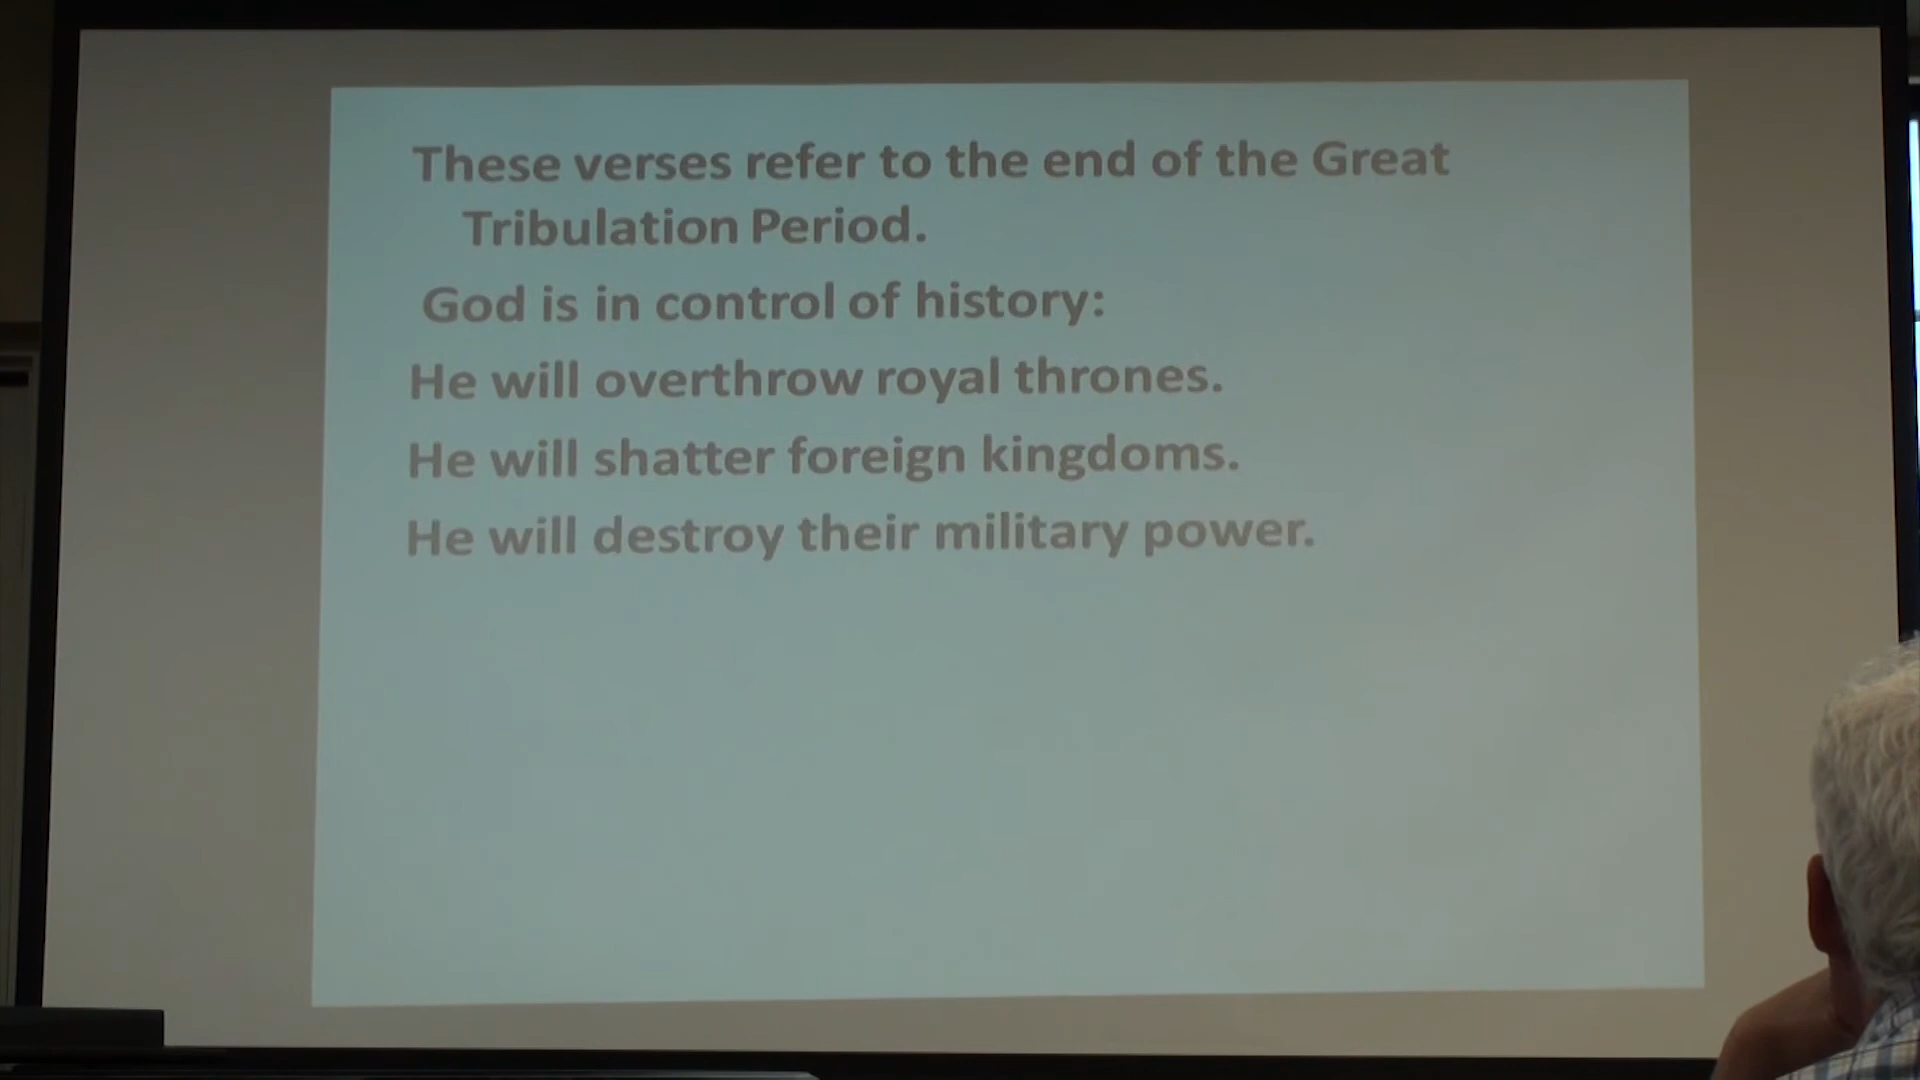 These verses refer to the end of the Great
Tribulation Period.
God is in control of history:
He will overthrow royal thrones.
He will shatter foreign kingdoms.
He will destroy their military power.